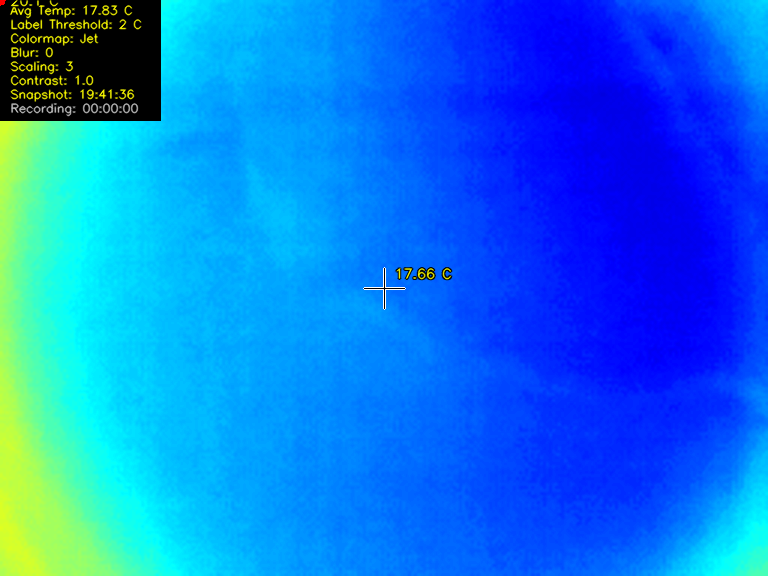 Avg Temp: 17.83 C
Label Threshold: 2 C
Colormap: Jet
Blur: 0
Scaling: 3
Contrast: 1.0
Snapshot: 19:41:36
Recording: 00:00:00
17.66 C